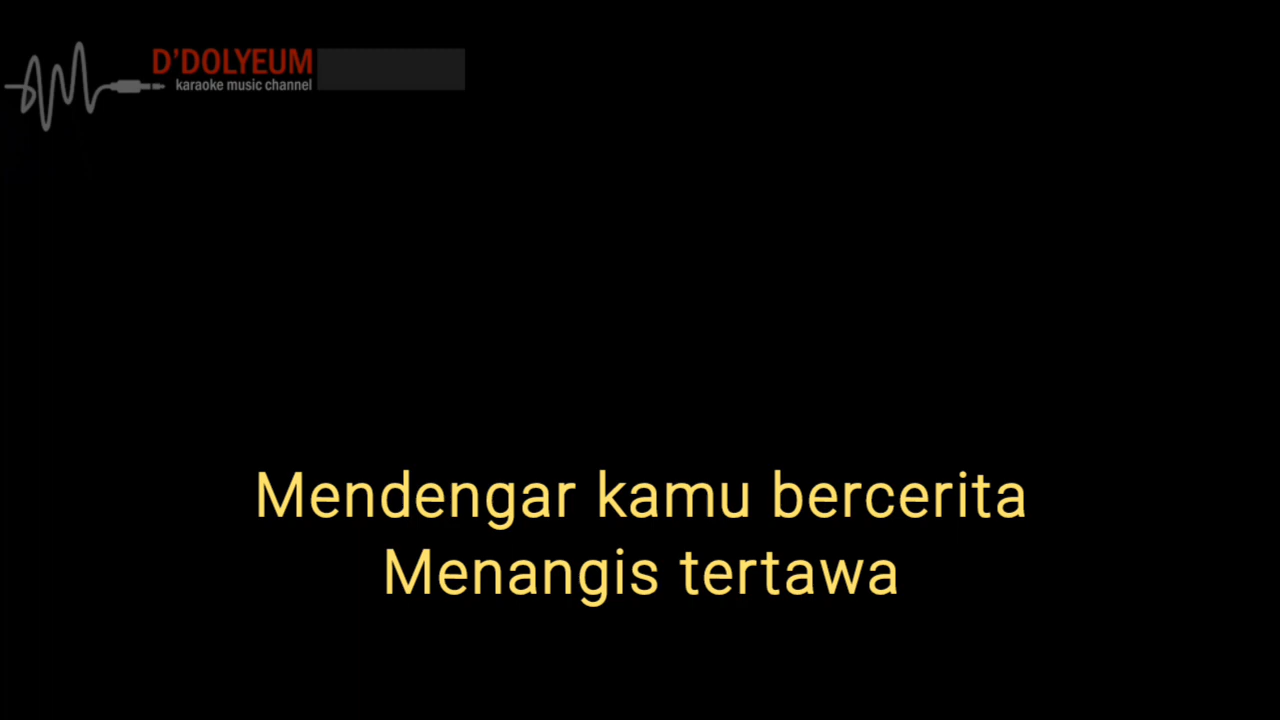 D'DOLYEUM
karaoke music channel
Mendengar kamu bercerita
Menangis tertawa